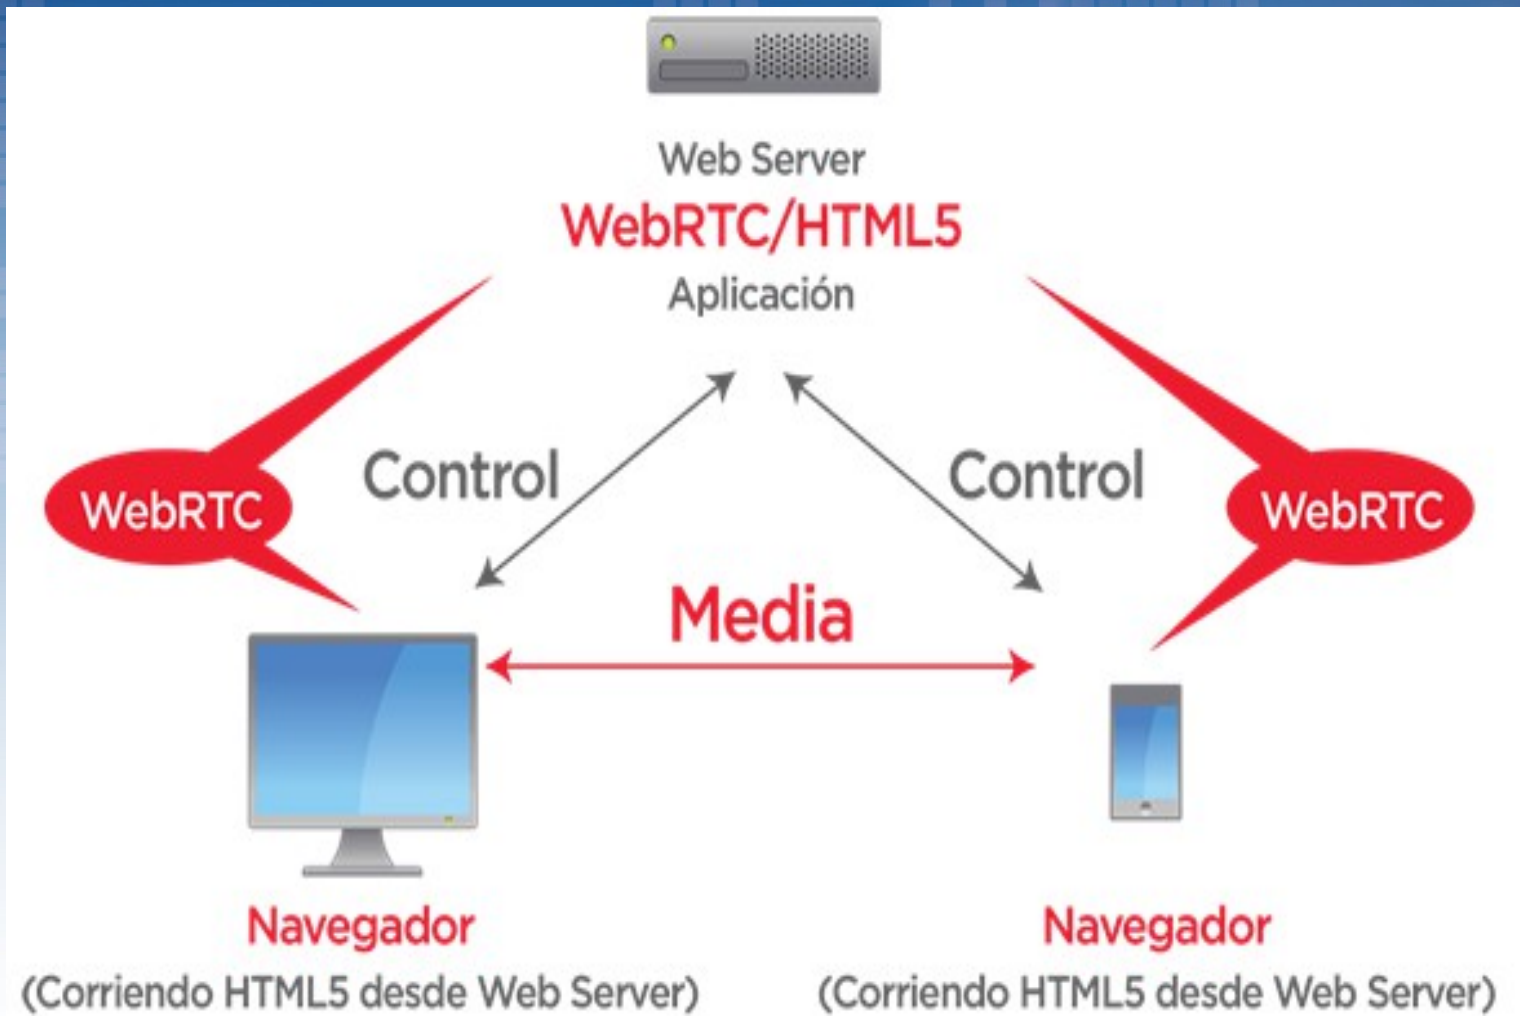 Web Server
WebRTC/HTML5
Aplicación
Control
Control
WebRTC
WebRTC
Media
Navegador
(Corriendo HTML5 desde Web Server)
Navegador
(Corriendo HTML5 desde Web Server)